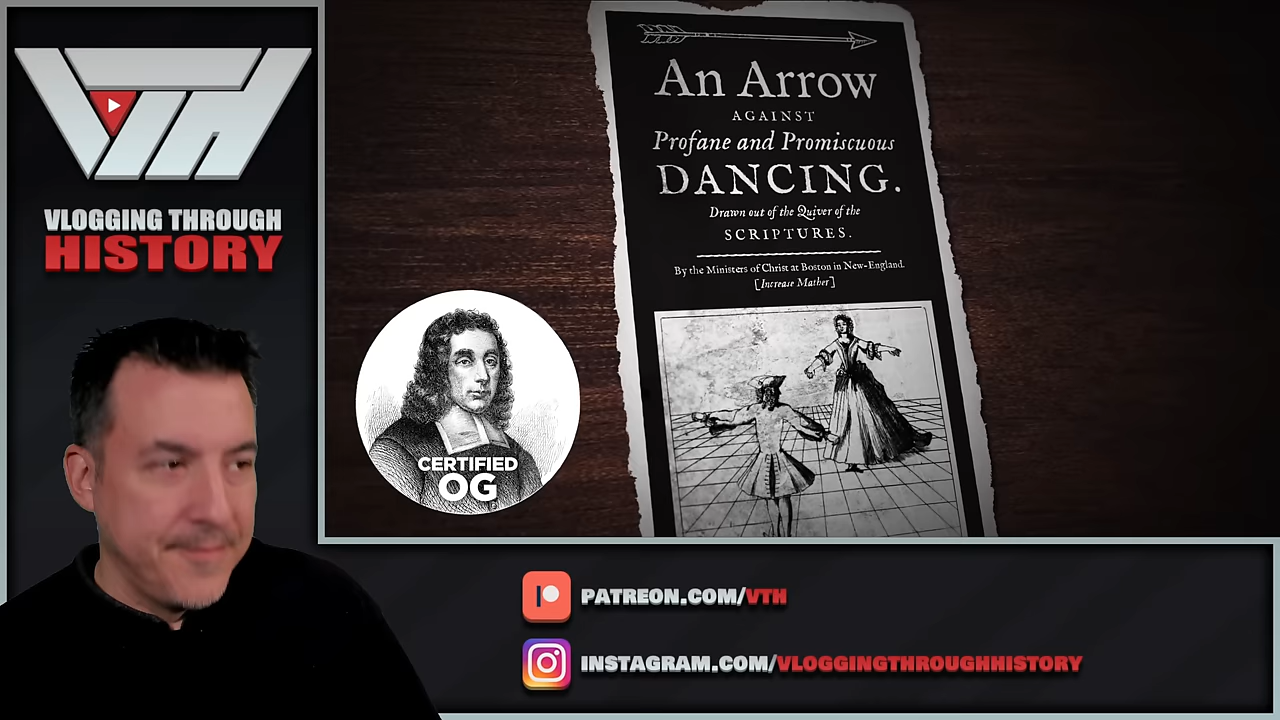 VTH
VLOGGING THROUGH
HISTORY
An Arrow
AGAINST
Profane and Promiscuous
DANCING.
Drawn out of the Quiver of the
SCRIPTURES.
By the Ministers of Christ at Boston in New-England.
[Increase Mather]
CERTIFIED
OG
PATREON.COM/VTH
INSTAGRAM.COM/VLOGGINGTHROUGHHISTORY